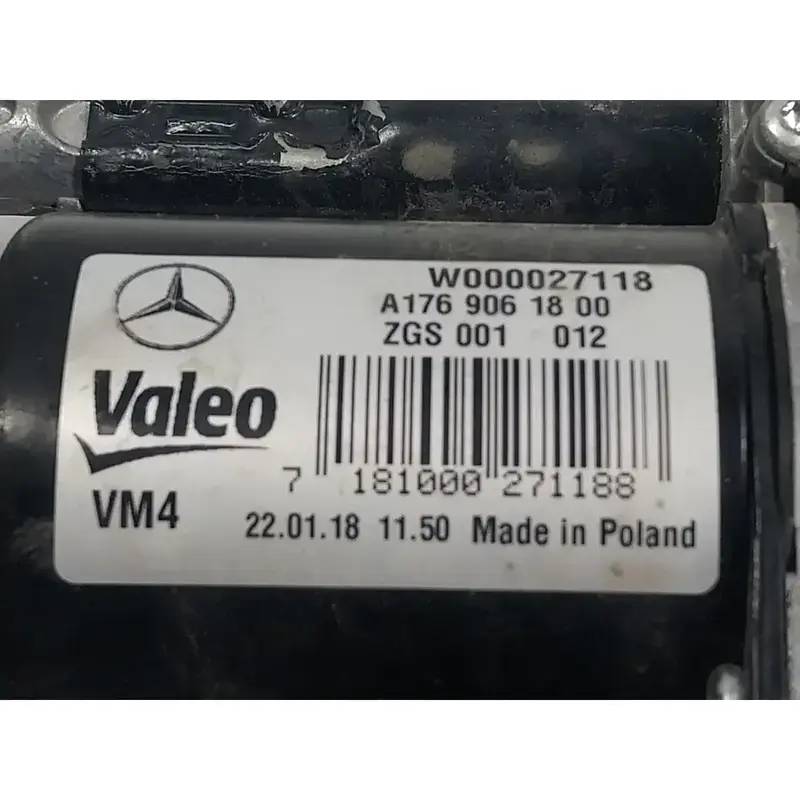 W000027118
A176 906 18 00
ZGS 001 012
Valeo
7 181000 271188
VM4
22.01.18 11.50 Made in Poland